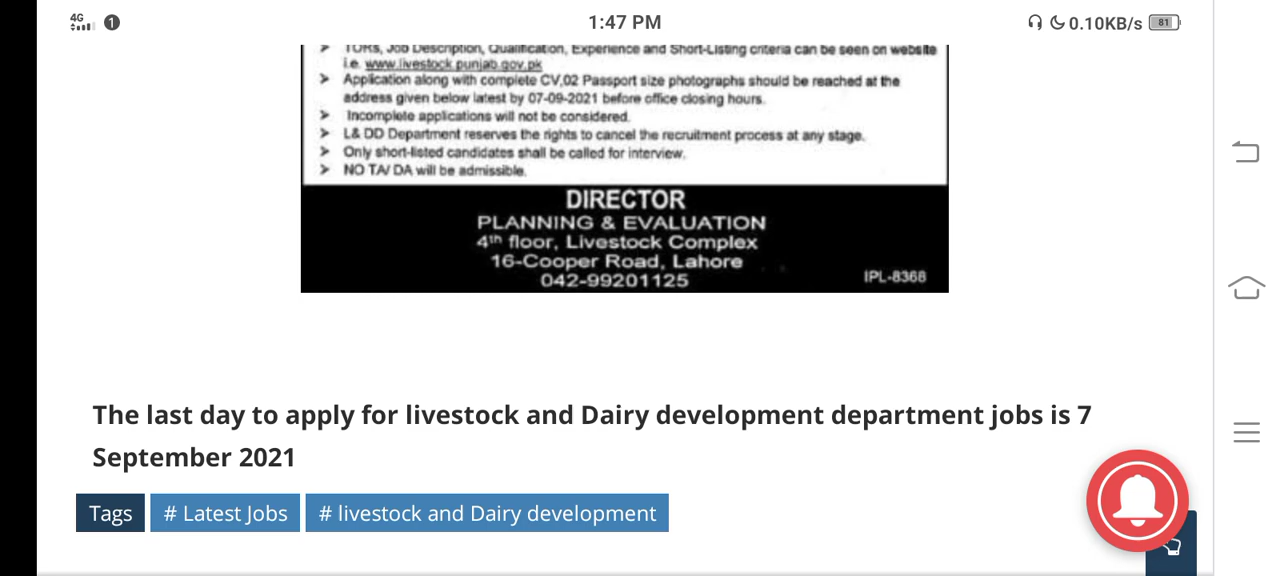 4G
1
1:47 PM
0.10KB/s
81
➤ TORs, Job Description, Qualification, Experience and Short-Listing criteria can be seen on website
i.e. www.livestock.punjab.gov.pk
➤ Application along with complete CV,02 Passport size photographs should be reached at the
address given below latest by 07-09-2021 before office closing hours.
➤ Incomplete applications will not be considered.
➤ L& DD Department reserves the rights to cancel the recruitment process at any stage.
➤ Only short-listed candidates shall be called for interview.
➤ NO TA/ DA will be admissible.
DIRECTOR
PLANNING & EVALUATION
4th floor, Livestock Complex
16-Cooper Road, Lahore
042-99201125
IPL-8368
The last day to apply for livestock and Dairy development department jobs is 7
September 2021
Tags # Latest Jobs # livestock and Dairy development